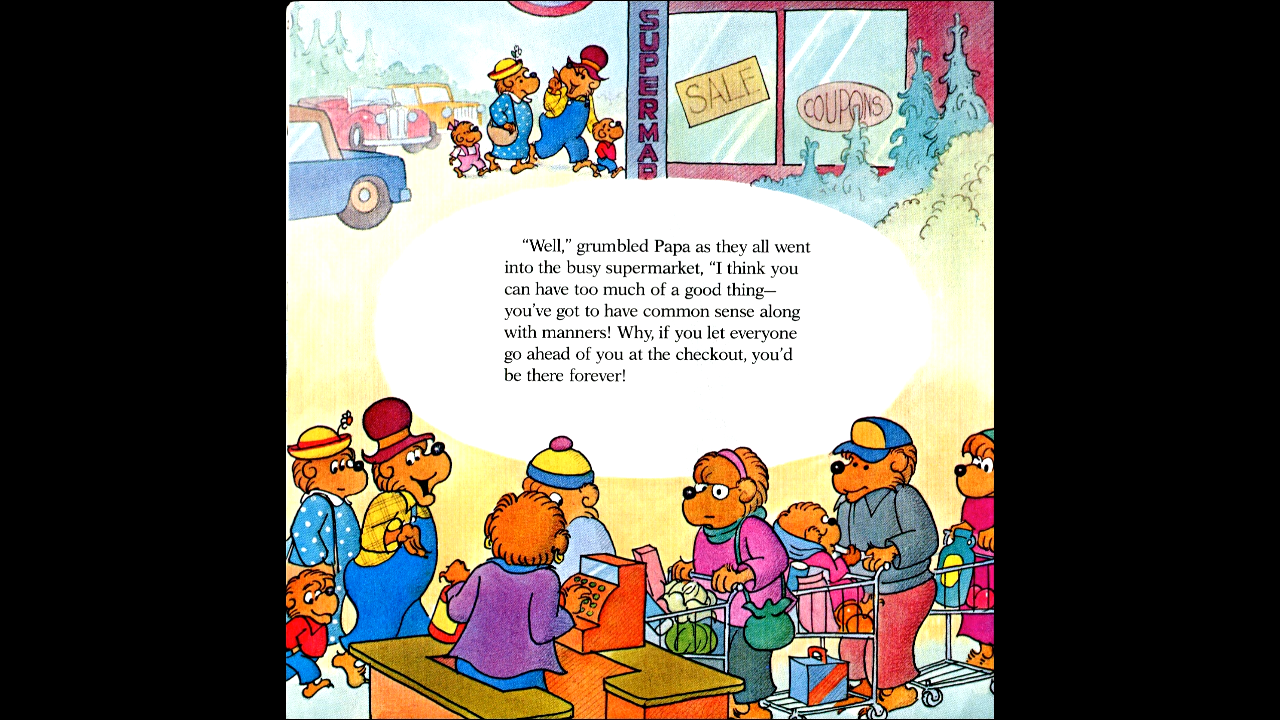 SUPERMAR
SALE
COUPONS
“Well,” grumbled Papa as they all went
into the busy supermarket, “I think you
can have too much of a good thing—
you’ve got to have common sense along
with manners! Why, if you let everyone
go ahead of you at the checkout, you’d
be there forever!